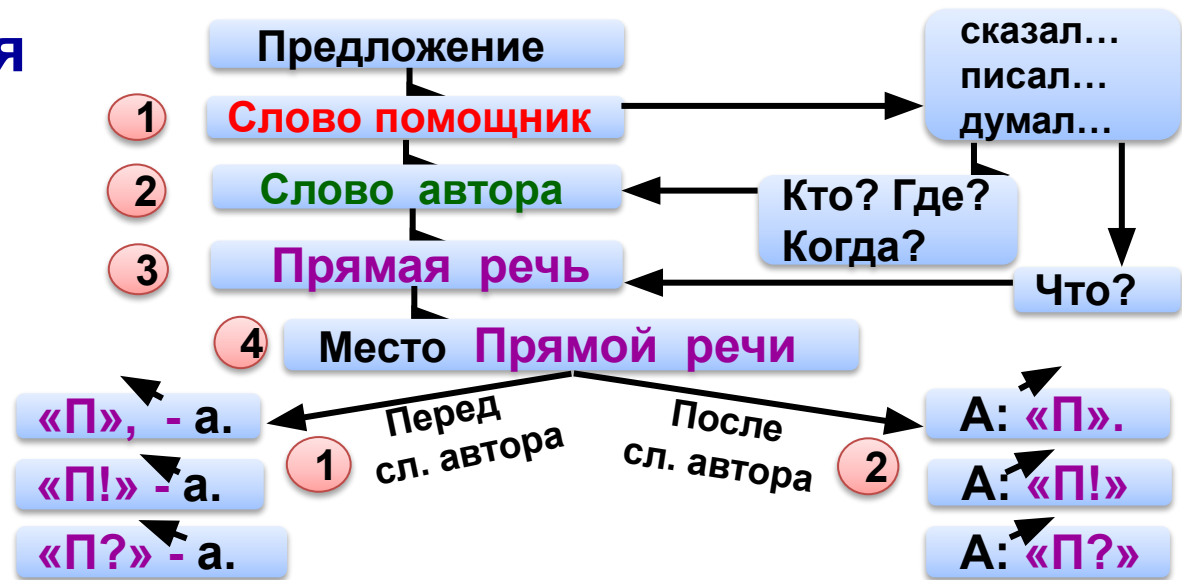 я
Предложение
сказал…
писал…
думал…
1
Слово помощник
2
Слово автора
Кто? Где?
Когда?
3
Прямая речь
Что?
4
Место Прямой речи
«П», - а.
«П!» - а.
«П?» - а.
1
Перед
сл. автора
После
сл. автора
2
А: «П».
А: «П!»
А: «П?»